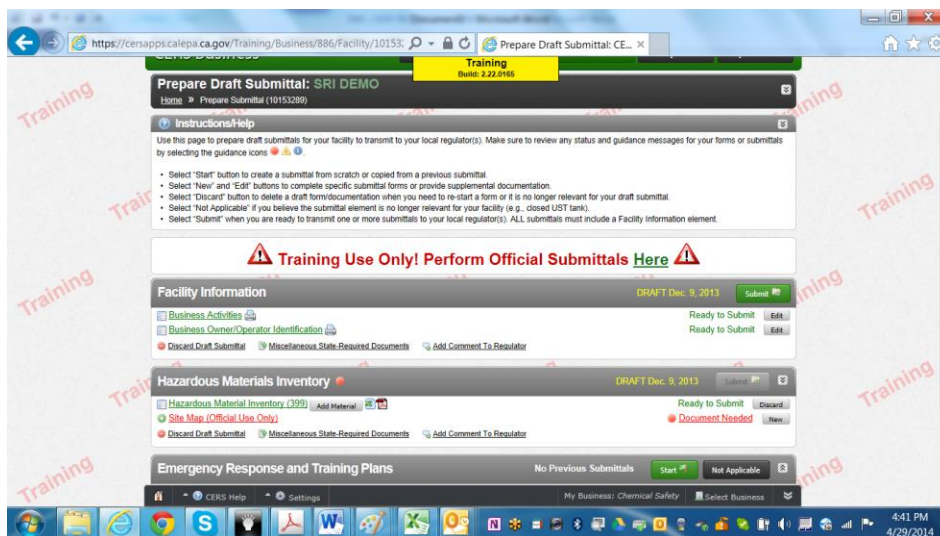 https://cersapps.calepa.ca.gov/Training/Business/886/Facility/10153:
Prepare Draft Submittal: CE...
CERS Business
Training
Build: 2.22.0165
Prepare Draft Submittal: SRI DEMO
Home » Prepare Submittal (10153289)
Instructions/Help
Use this page to prepare draft submittals for your facility to transmit to your local regulator(s). Make sure to review any status and guidance messages for your forms or submittals
by selecting the guidance icons
• Select "Start" button to create a submittal from scratch or copied from a previous submittal.
• Select "New" and "Edit" buttons to complete specific submittal forms or provide supplemental documentation.
• Select "Discard" button to delete a draft form/documentation when you need to re-start a form or it is no longer relevant for your draft submittal.
• Select "Not Applicable" if you believe the submittal element is no longer relevant for your facility (e.g., closed UST tank).
• Select "Submit" when you are ready to transmit one or more submittals to your local regulator(s). ALL submittals must include a Facility Information element.
Training Use Only! Perform Official Submittals Here
Facility Information DRAFT Dec. 9, 2013 Submit
Business Activities Ready to Submit Edit
Business Owner/Operator Identification Ready to Submit Edit
Discard Draft Submittal Miscellaneous State-Required Documents Add Comment To Regulator
Hazardous Materials Inventory DRAFT Dec. 9, 2013 Submit
Hazardous Material Inventory (399) Add Material Ready to Submit Discard
Site Map (Official Use Only) Document Needed New
Discard Draft Submittal Miscellaneous State-Required Documents Add Comment To Regulator
Emergency Response and Training Plans No Previous Submittals Start Not Applicable
CERS Help Settings My Business: Chemical Safety Select Business
4:41 PM
4/29/2014
Training
Training
Training
Training
Training
Training
Training
Training